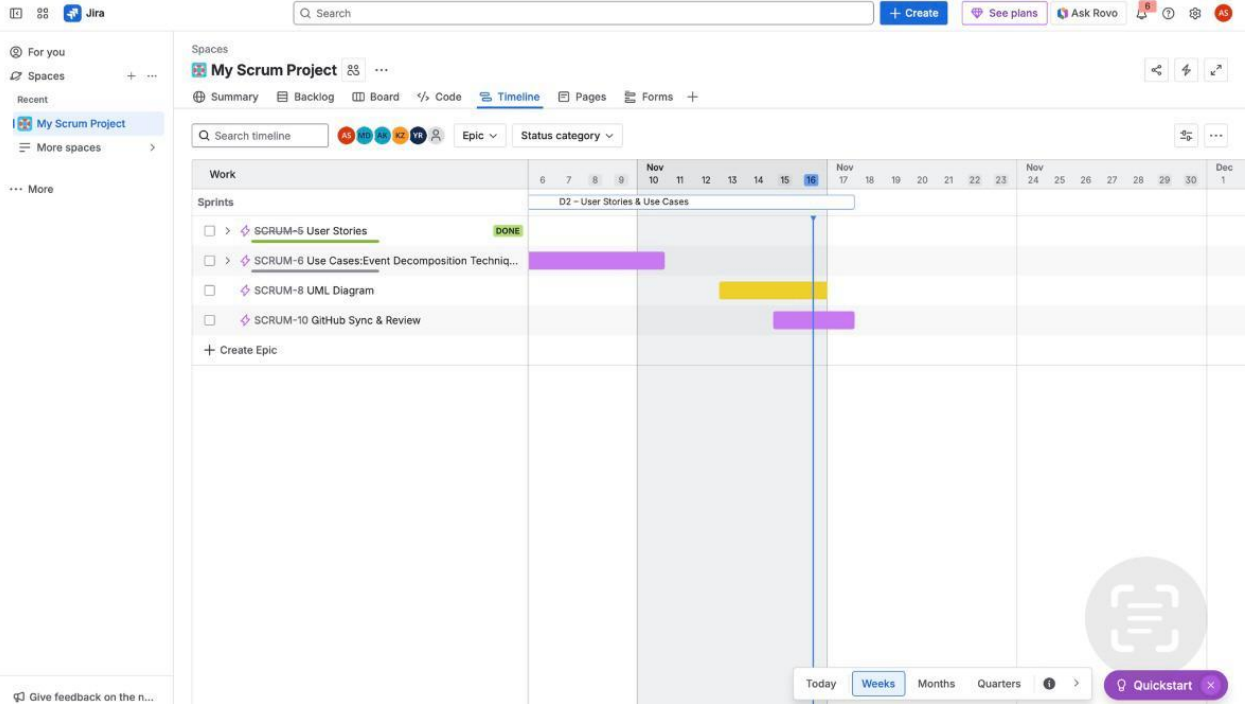 Jira
Search
+ Create
See plans
Ask Rovo
6
AS
For you
Spaces
Recent
My Scrum Project
More spaces
More
Give feedback on the n...
Spaces
My Scrum Project
Summary
Backlog
Board
Code
Timeline
Pages
Forms
Search timeline
AS MD AK KZ YR
Epic
Status category
Work
Nov Nov Nov Dec
6 7 8 9 10 11 12 13 14 15 16 17 18 19 20 21 22 23 24 25 26 27 28 29 30 1
Sprints
D2 – User Stories & Use Cases
SCRUM-5 User Stories DONE
SCRUM-6 Use Cases:Event Decomposition Techniq...
SCRUM-8 UML Diagram
SCRUM-10 GitHub Sync & Review
+ Create Epic
Today
Weeks
Months
Quarters
Quickstart